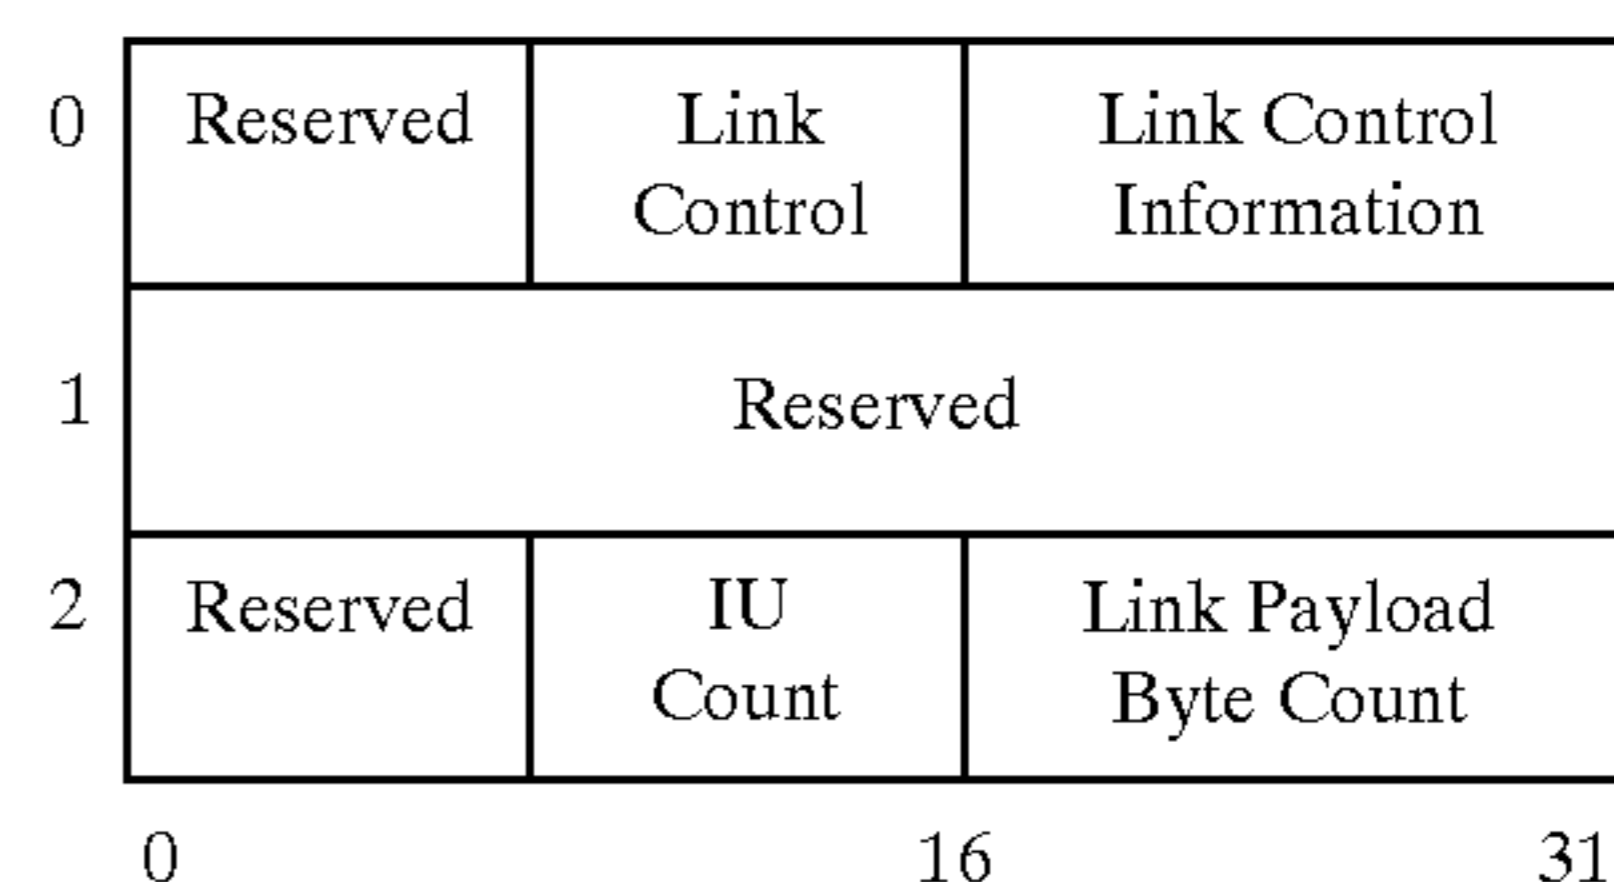 0 Reserved Link Link Control
Control Information
1 Reserved
2 Reserved IU Link Payload
Count Byte Count
0 16 31